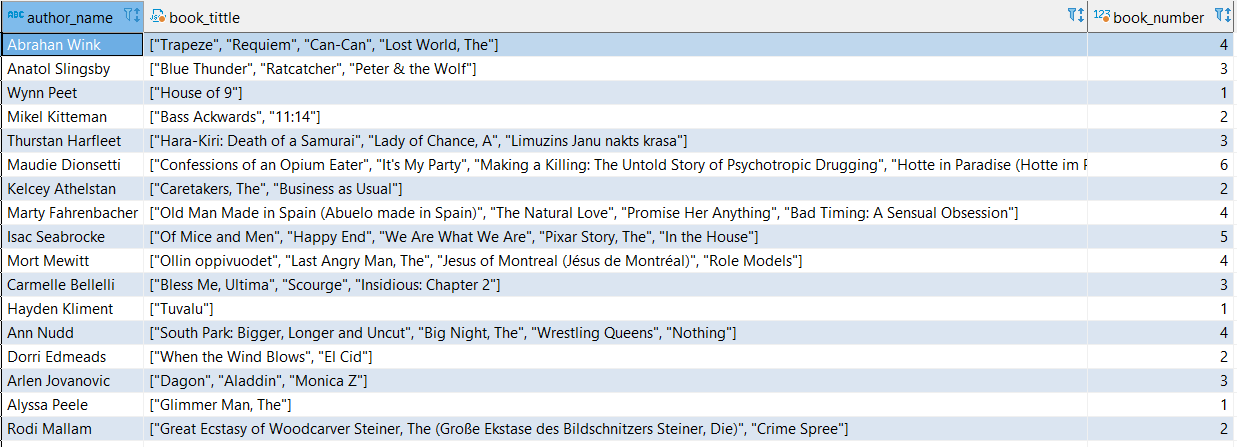 ABC author_name book_tittle 123 book_number
Abrahan Wink ["Trapeze", "Requiem", "Can-Can", "Lost World, The"] 4
Anatol Slingsby ["Blue Thunder", "Ratcatcher", "Peter & the Wolf"] 3
Wynn Peet ["House of 9"] 1
Mikel Kitteman ["Bass Ackwards", "11:14"] 2
Thurstan Harfleet ["Hara-Kiri: Death of a Samurai", "Lady of Chance, A", "Limuzins Janu nakts krasa"] 3
Maudie Dionsetti ["Confessions of an Opium Eater", "It's My Party", "Making a Killing: The Untold Story of Psychotropic Drugging", "Hotte in Paradise (Hotte im 6
Kelcey Athelstan ["Caretakers, The", "Business as Usual"] 2
Marty Fahrenbacher ["Old Man Made in Spain (Abuelo made in Spain)", "The Natural Love", "Promise Her Anything", "Bad Timing: A Sensual Obsession"] 4
Isac Seabrocke ["Of Mice and Men", "Happy End", "We Are What We Are", "Pixar Story, The", "In the House"] 5
Mort Mewitt ["Ollin oppivuodet", "Last Angry Man, The", "Jesus of Montreal (Jésus de Montréal)", "Role Models"] 4
Carmelle Bellelli ["Bless Me, Ultima", "Scourge", "Insidious: Chapter 2"] 3
Hayden Kliment ["Tuvalu"] 1
Ann Nudd ["South Park: Bigger, Longer and Uncut", "Big Night, The", "Wrestling Queens", "Nothing"] 4
Dorri Edmeads ["When the Wind Blows", "El Cid"] 2
Arlen Jovanovic ["Dagon", "Aladdin", "Monica Z"] 3
Alyssa Peele ["Glimmer Man, The"] 1
Rodi Mallam ["Great Ecstasy of Woodcarver Steiner, The (Große Ekstase des Bildschnitzers Steiner, Die)", "Crime Spree"] 2